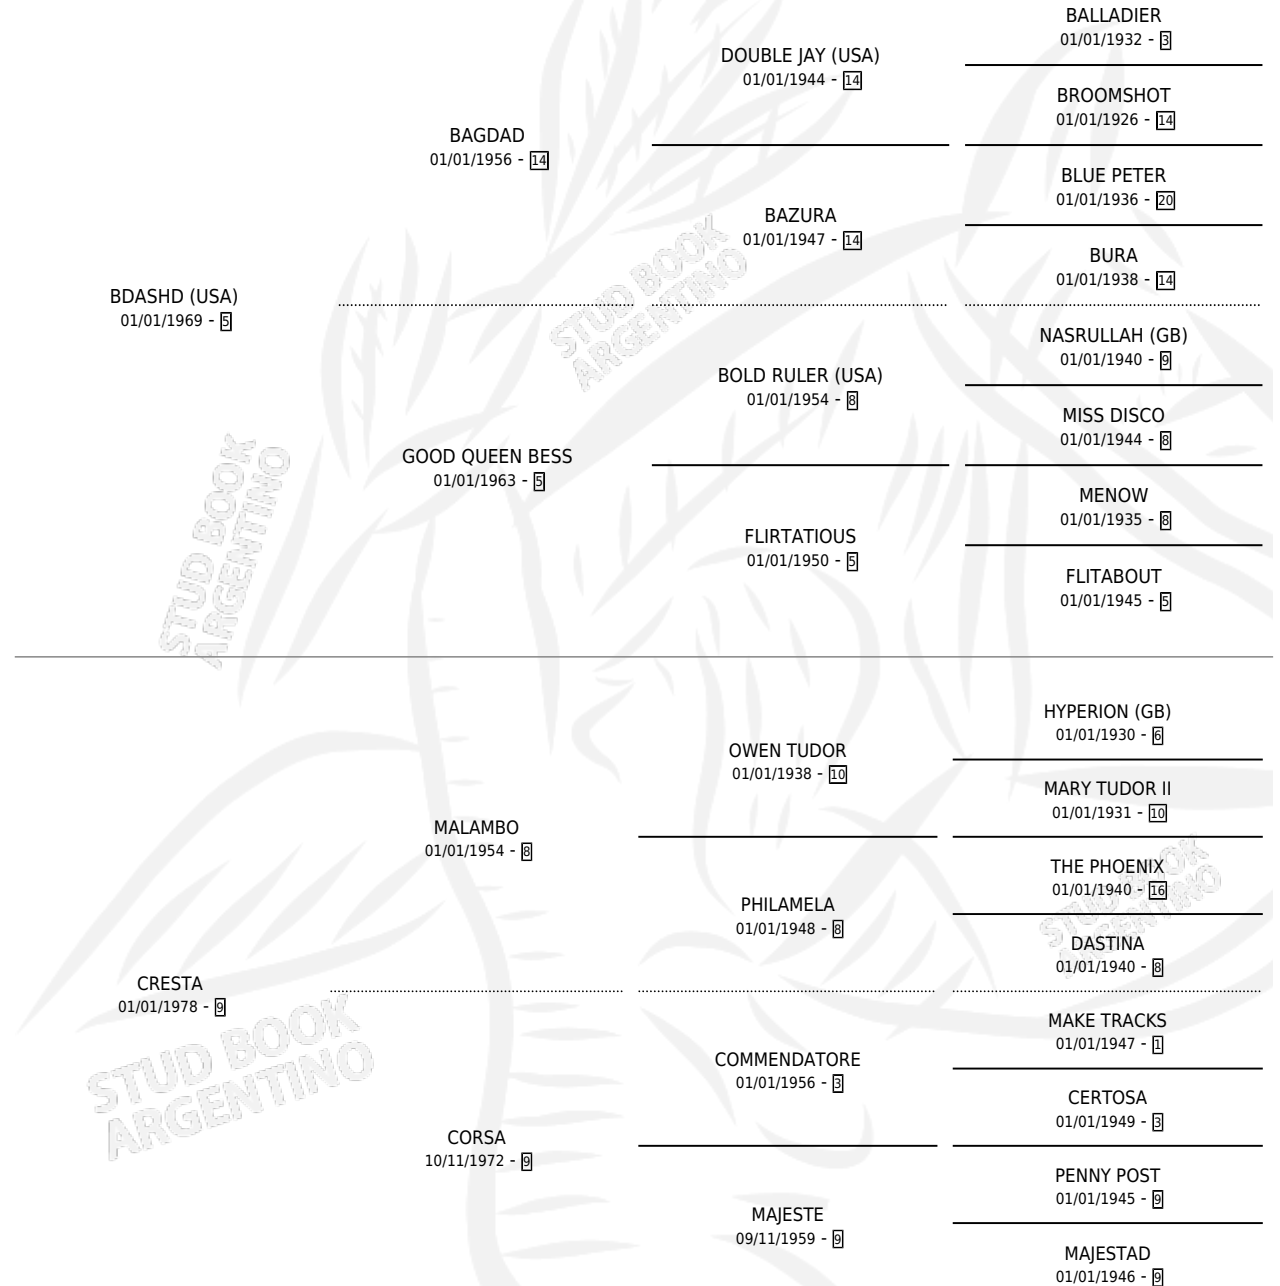 BALLADIER
01/01/1932 - 3
DOUBLE JAY (USA)
01/01/1944 - 14
BROOMSHOT
01/01/1926 - 14
BAGDAD
01/01/1956 - 14
BLUE PETER
01/01/1936 - 20
BAZURA
01/01/1947 - 14
BURA
01/01/1938 - 14
BDASHD (USA)
01/01/1969 - 5
STUD BOOK
ARGENTINO
NASRULLAH (GB)
01/01/1940 - 9
BOLD RULER (USA)
01/01/1954 - 8
MISS DISCO
01/01/1944 - 8
GOOD QUEEN BESS
01/01/1963 - 5
MENOW
01/01/1935 - 8
FLIRTATIOUS
01/01/1950 - 5
FLITABOUT
01/01/1945 - 5
STUD BOOK
ARGENTINO
HYPERION (GB)
01/01/1930 - 6
OWEN TUDOR
01/01/1938 - 10
MARY TUDOR II
01/01/1931 - 10
MALAMBO
01/01/1954 - 8
THE PHOENIX
01/01/1940 - 16
PHILAMELA
01/01/1948 - 8
STUD BOOK
ARGENTINO
DASTINA
01/01/1940 - 8
CRESTA
01/01/1978 - 9
MAKE TRACKS
01/01/1947 - 1
STUD BOOK
ARGENTINO
COMMENDATORE
01/01/1956 - 3
CERTOSA
01/01/1949 - 3
CORSA
10/11/1972 - 9
PENNY POST
01/01/1945 - 9
MAJESTE
09/11/1959 - 9
MAJESTAD
01/01/1946 - 9